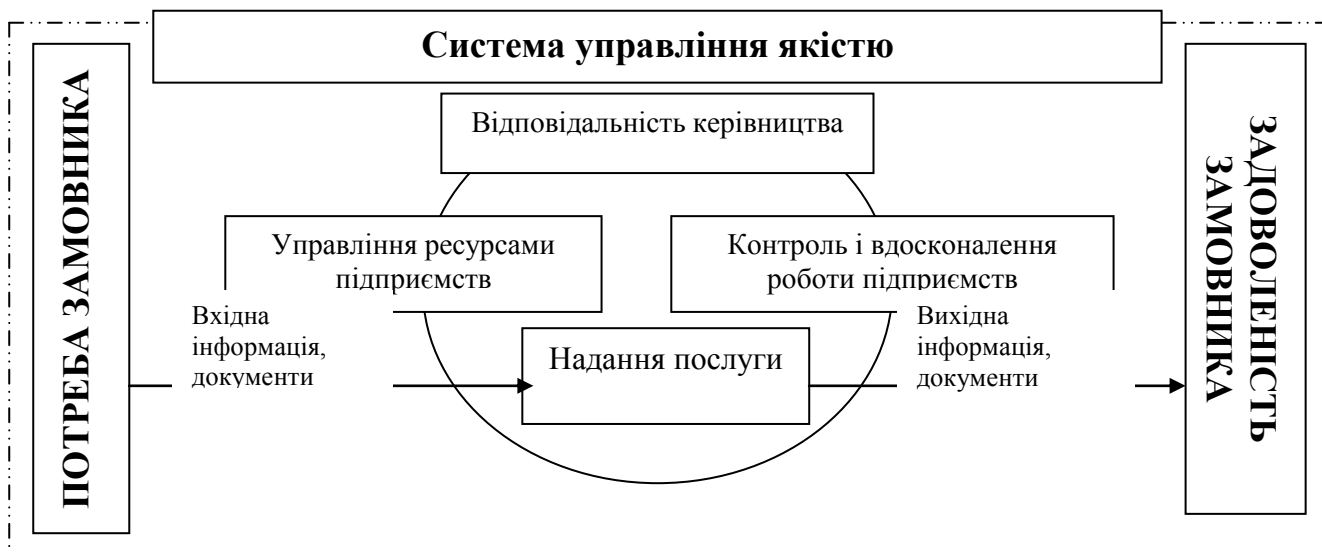 Система управління якістю
ПОТРЕБА ЗАМОВНИКА
Відповідальність керівництва
Управління ресурсами
підприємств
Контроль і вдосконалення
роботи підприємств
Вхідна
інформація,
документи
Надання послуги
Вихідна
інформація,
документи
ЗАДОВОЛЕНІСТЬ
ЗАМОВНИКА